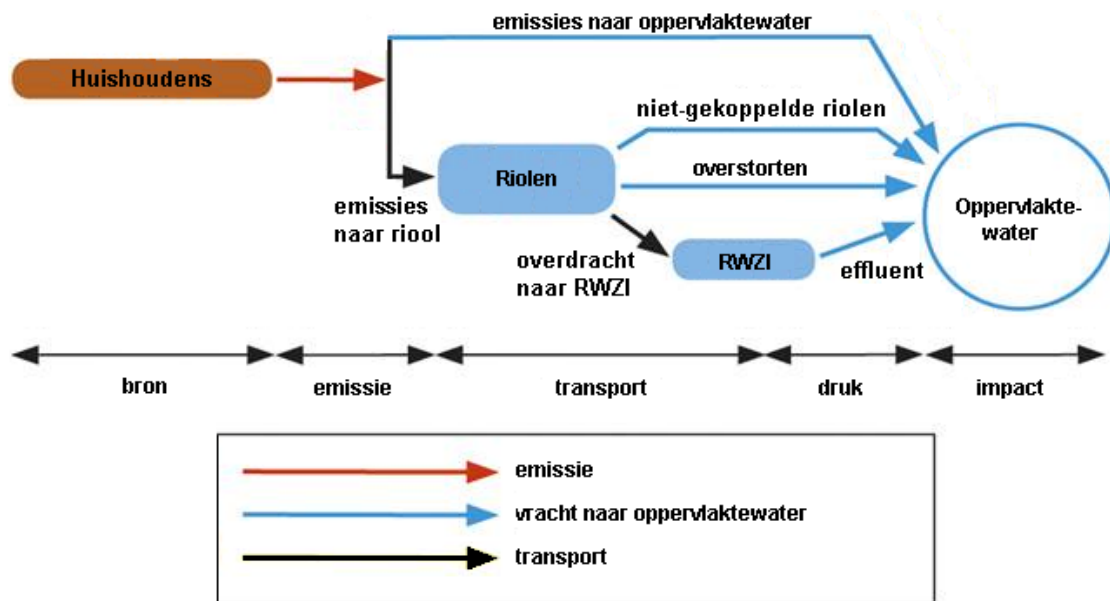 emissies naar oppervlaktewater
Huishoudens
niet-gekoppelde riolen
Riolen
overstorten
emissies
naar riool
Oppervlakte-
water
overdracht
naar RWZI
RWZI
effluent
bron
emissie
transport
druk
impact
emissie
vracht naar oppervlaktewater
transport